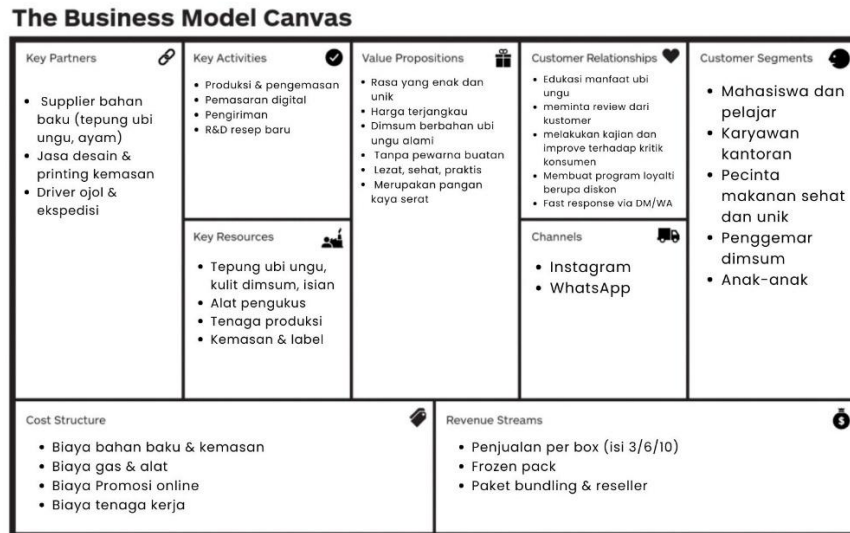 The Business Model Canvas
Key Partners
• Supplier bahan
baku (tepung ubi
ungu, ayam)
• Jasa desain &
printing kemasan
• Driver ojol &
ekspedisi
Key Activities
• Produksi & pengemasan
• Pemasaran digital
• Pengiriman
• R&D resep baru
Key Resources
• Tepung ubi ungu,
kulit dimsum, isian
• Alat pengukus
• Tenaga produksi
• Kemasan & label
Value Propositions
• Rasa yang enak dan
unik
• Harga terjangkau
• Dimsum berbahan ubi
ungu alami
• Tanpa pewarna buatan
• Lezat, sehat, praktis
• Merupakan pangan
kaya serat
Customer Relationships
• Edukasi manfaat ubi
ungu
• meminta review dari
kustomer
• melakukan kajian dan
improve terhadap kritik
konsumen
• Membuat program loyalti
berupa diskon
• Fast response via DM/WA
Channels
• Instagram
• WhatsApp
Customer Segments
• Mahasiswa dan
pelajar
• Karyawan
kantoran
• Pecinta
makanan sehat
dan unik
• Penggemar
dimsum
• Anak-anak
Cost Structure
• Biaya bahan baku & kemasan
• Biaya gas & alat
• Biaya Promosi online
• Biaya tenaga kerja
Revenue Streams
• Penjualan per box (isi 3/6/10)
• Frozen pack
• Paket bundling & reseller